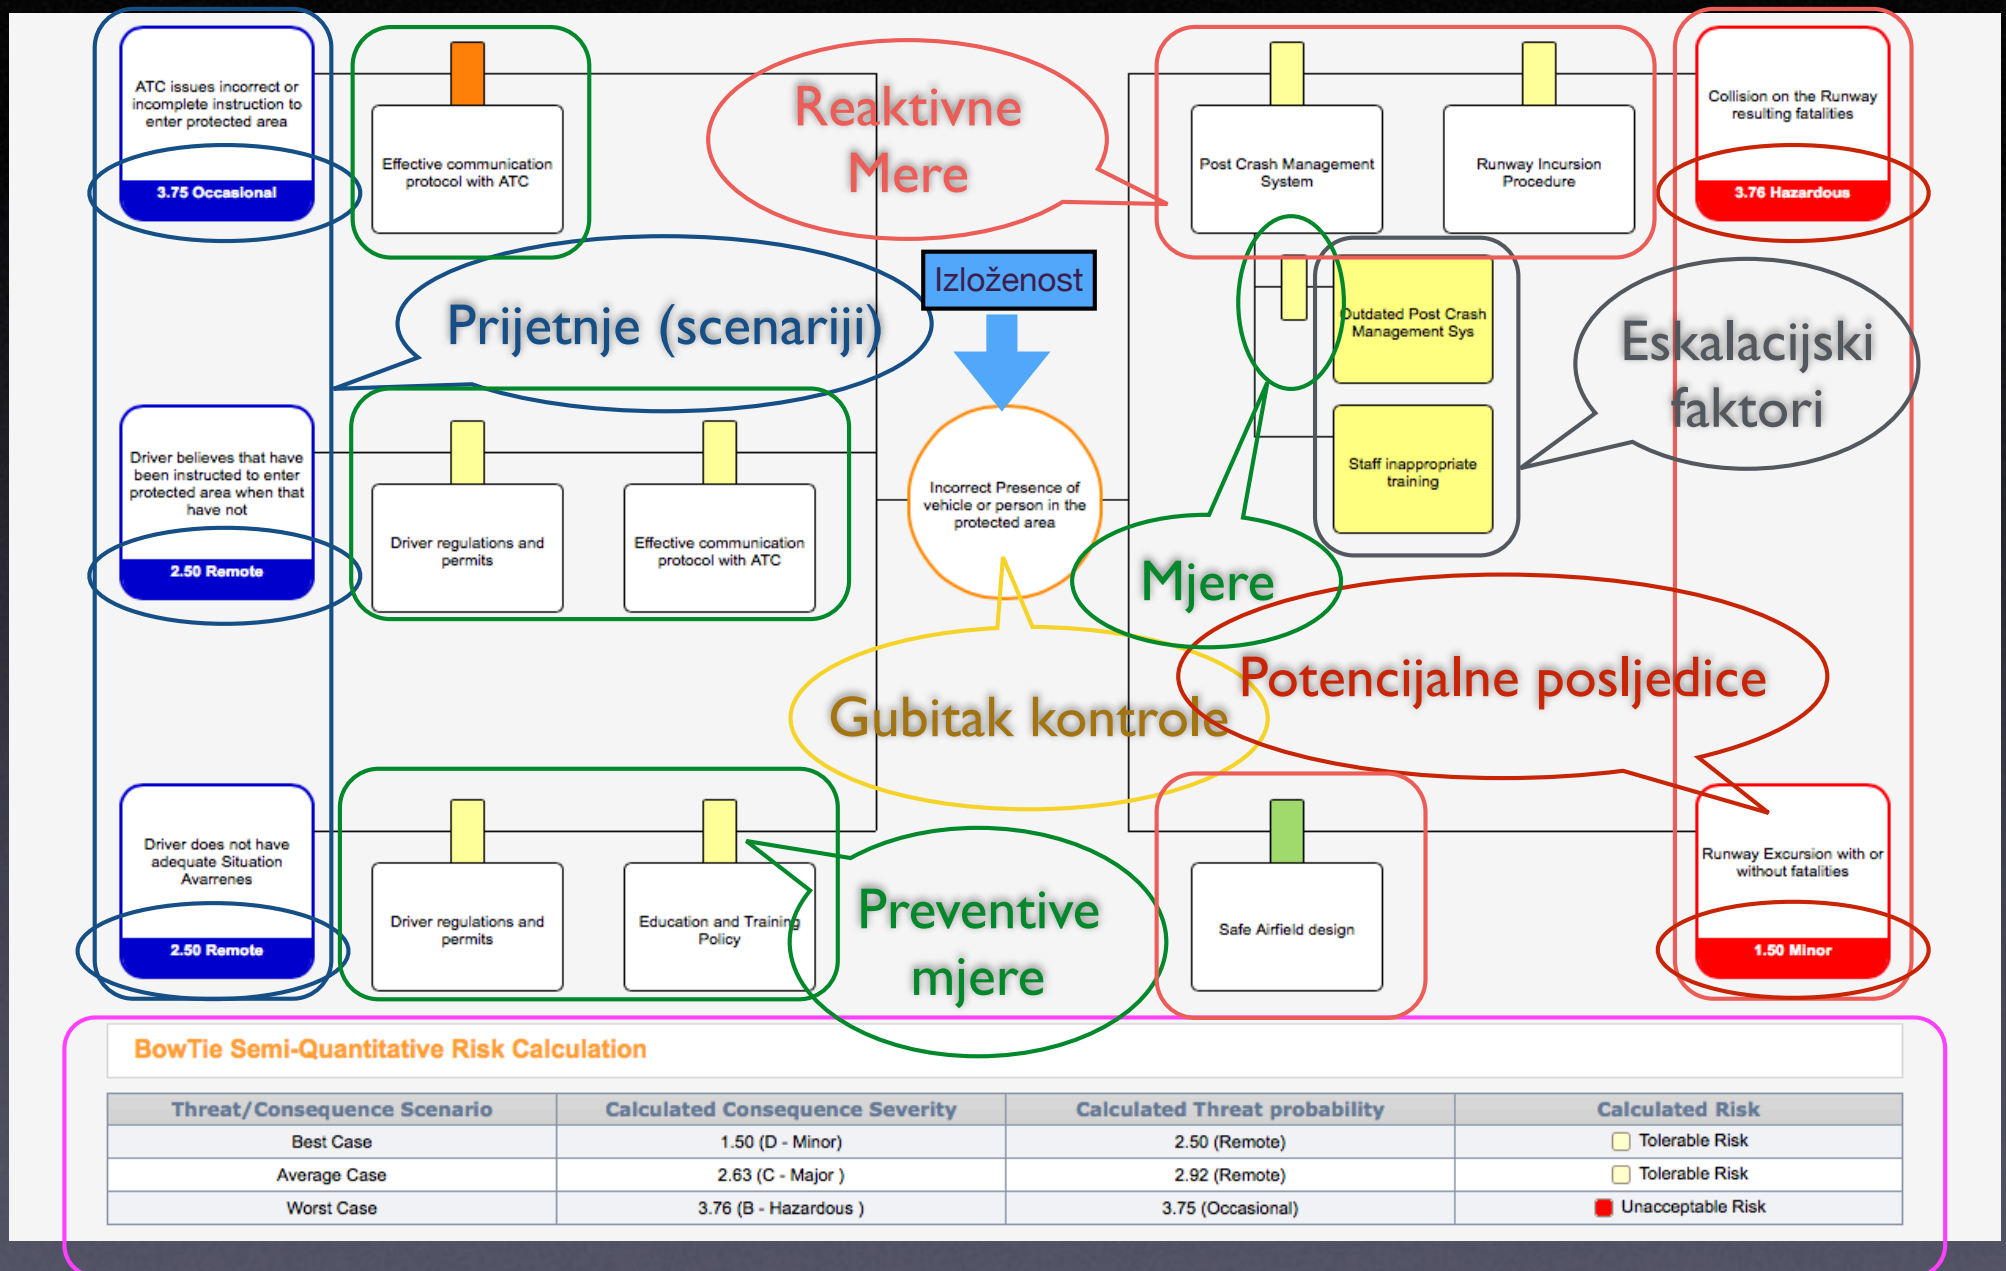 ATC issues incorrect or
incomplete instruction to
enter protected area
3.75 Occasional
Effective communication
protocol with ATC
Reaktivne
Mere
Post Crash Management
System
Runway Incursion
Procedure
Collision on the Runway
resulting fatalities
3.76 Hazardous
Izloženost
Prijetnje (scenariji)
Outdated Post Crash
Management Sys
Eskalacijski
faktori
Driver believes that have
been instructed to enter
protected area when that
have not
2.50 Remote
Driver regulations and
permits
Effective communication
protocol with ATC
Incorrect Presence of
vehicle or person in the
protected area
Staff inappropriate
training
Mjere
Potencijalne posljedice
Gubitak kontrole
Driver does not have
adequate Situation
Avarrenes
2.50 Remote
Driver regulations and
permits
Education and Training
Policy
Preventive
mjere
Safe Airfield design
Runway Excursion with or
without fatalities
1.50 Minor
BowTie Semi-Quantitative Risk Calculation
Threat/Consequence Scenario Calculated Consequence Severity Calculated Threat probability Calculated Risk
Best Case 1.50 (D - Minor) 2.50 (Remote) Tolerable Risk
Average Case 2.63 (C - Major ) 2.92 (Remote) Tolerable Risk
Worst Case 3.76 (B - Hazardous ) 3.75 (Occasional) Unacceptable Risk